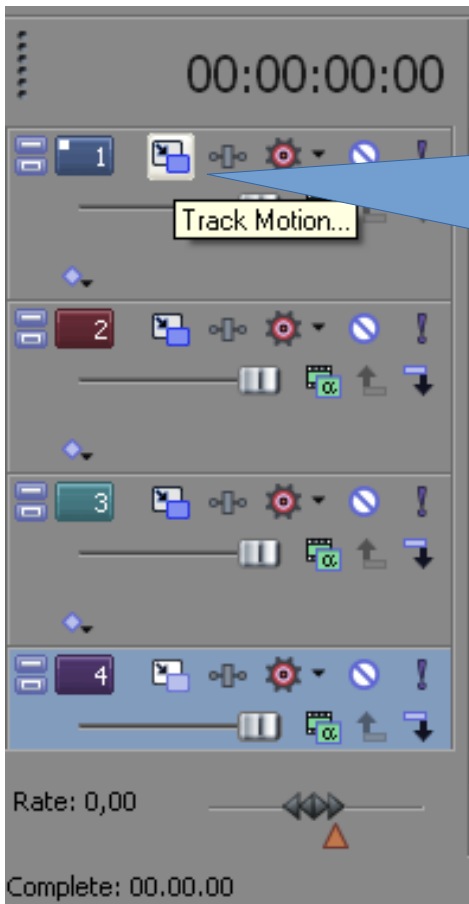 00:00:00:00
1
Track Motion...
2
α
3
α
4
α
Rate: 0,00
Complete: 00.00.00